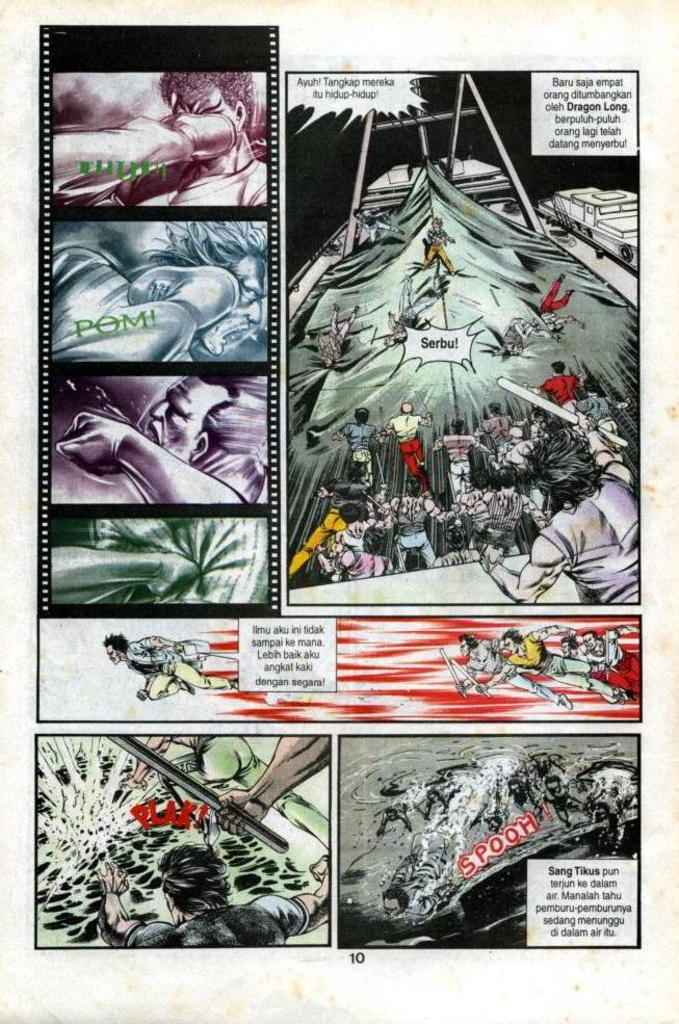 THUP!
POM!
Ayuh! Tangkap mereka
itu hidup-hidup!
Baru saja empat
orang ditumbangkan
oleh Dragon Long,
berpuluh-puluh
orang lagi telah
datang menyerbu!
Serbu!
Ilmu aku ini tidak
sampai ke mana.
Lebih baik aku
angkat kaki
dengan segera!
PLAK!
SPOOH!
Sang Tikus pun
terjun ke dalam
air. Manalah tahu
pemburu-pemburunya
sedang menunggu
di dalam air itu.
10